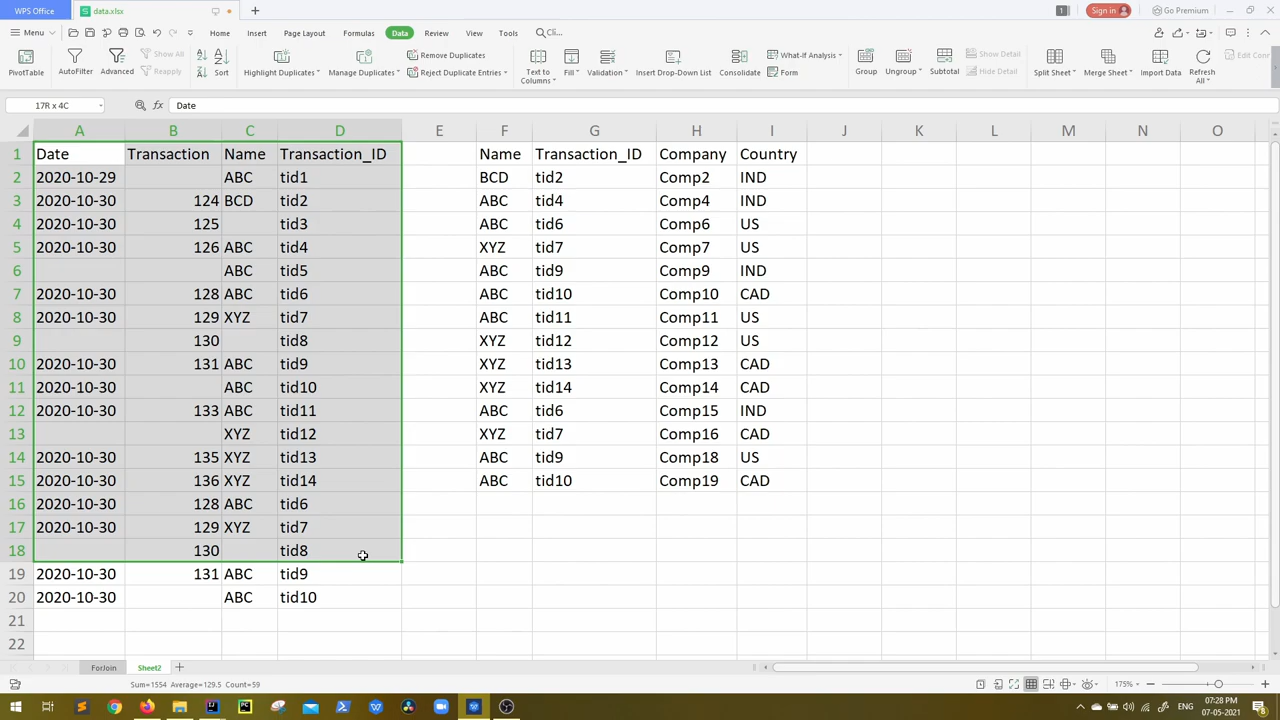 WPS Office data.xlsx + 1 Sign in Go Premium
Menu Home Insert Page Layout Formulas Data Review View Tools Cli...
PivotTable AutoFilter Advanced Show All Reapply Sort Highlight Duplicates Manage Duplicates Remove Duplicates Reject Duplicate Entries Text to Columns Fill Validation Insert Drop-Down List Consolidate What-If Analysis Form Group Ungroup Subtotal Show Detail Hide Detail Split Sheet Merge Sheet Import Data Refresh All Edit Conr
17R x 4C fx Date
A B C D E F G H I J K L M N O
1 Date Transaction Name Transaction_ID Name Transaction_ID Company Country
2 2020-10-29 ABC tid1 BCD tid2 Comp2 IND
3 2020-10-30 124 BCD tid2 ABC tid4 Comp4 IND
4 2020-10-30 125 tid3 ABC tid6 Comp6 US
5 2020-10-30 126 ABC tid4 XYZ tid7 Comp7 US
6 ABC tid5 ABC tid9 Comp9 IND
7 2020-10-30 128 ABC tid6 ABC tid10 Comp10 CAD
8 2020-10-30 129 XYZ tid7 ABC tid11 Comp11 US
9 130 tid8 XYZ tid12 Comp12 US
10 2020-10-30 131 ABC tid9 XYZ tid13 Comp13 CAD
11 2020-10-30 ABC tid10 XYZ tid14 Comp14 CAD
12 2020-10-30 133 ABC tid11 ABC tid6 Comp15 IND
13 XYZ tid12 XYZ tid7 Comp16 CAD
14 2020-10-30 135 XYZ tid13 ABC tid9 Comp18 US
15 2020-10-30 136 XYZ tid14 ABC tid10 Comp19 CAD
16 2020-10-30 128 ABC tid6
17 2020-10-30 129 XYZ tid7
18 130 tid8
19 2020-10-30 131 ABC tid9
20 2020-10-30 ABC tid10
21
22
ForJoin Sheet2 +
Sum=1554 Average=129.5 Count=59 175%
ENG 07:28 PM
07-05-2021 8